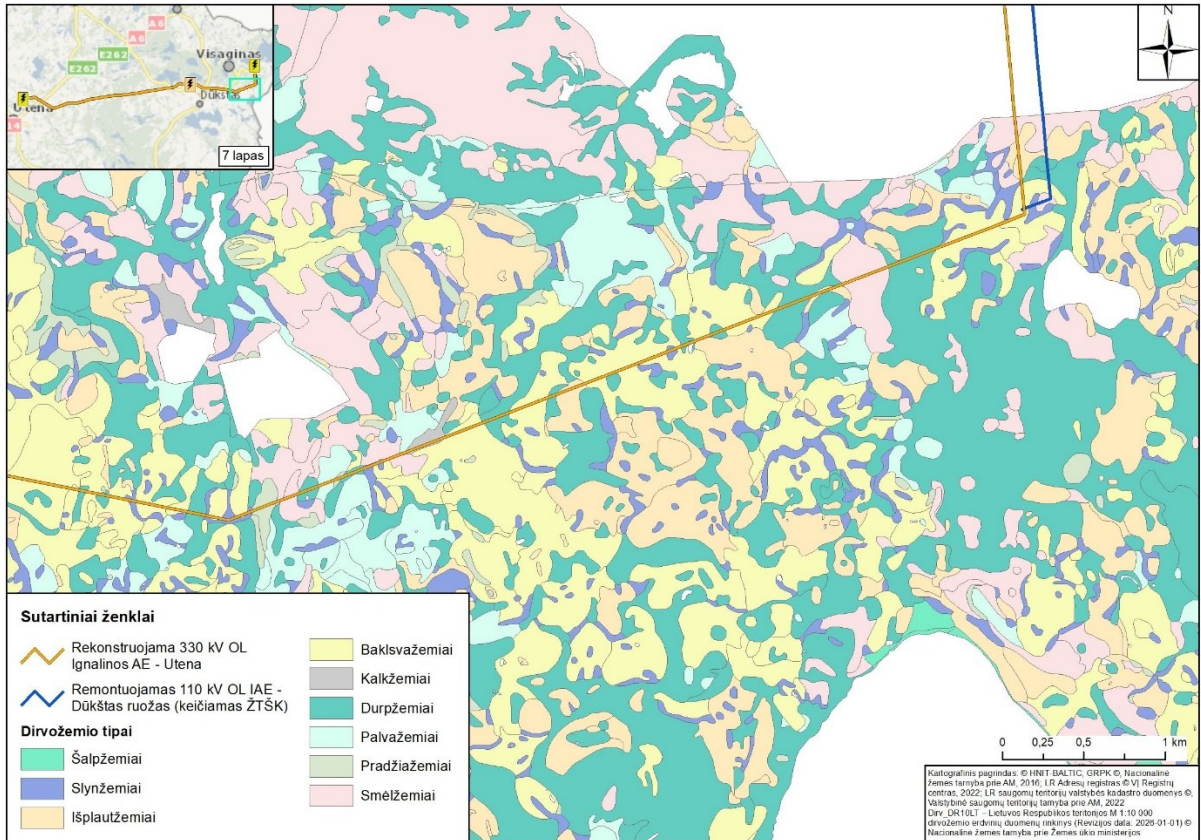 A6
A6
E262
Visaginas
E262
Dūkštas
Utena
7 lapas
N
Sutartiniai ženklai
Rekonstruojama 330 kV OL
Ignalinos AE - Utena
Remontuojamas 110 kV OL IAE -
Dūkštas ruožas (keičiamas ŽTŠK)
Dirvožemio tipai
Šalpžemiai
Slynžemiai
Išplautžemiai
Baklsvažemiai
Kalkžemiai
Durpžemiai
Palvažemiai
Pradžiažemiai
Smėlžemiai
0 0,25 0,5 1 km
Kartografinis pagrindas: © HNIT-BALTIC, GRPK ©, Nacionalinė
žemės tarnyba prie AM, 2016; LR Adresų registras © VĮ Registrų
centras, 2022; LR saugomų teritorijų valstybės kadastro duomenys ©,
Valstybinė saugomų teritorijų tarnyba prie AM, 2022
Dirv_DR10LT – Lietuvos Respublikos teritorijos M 1:10 000
dirvožemio erdvinių duomenų rinkinys (Revizijos data: 2026-01-01) ©
Nacionalinė žemės tarnyba prie Žemės ūkio ministerijos